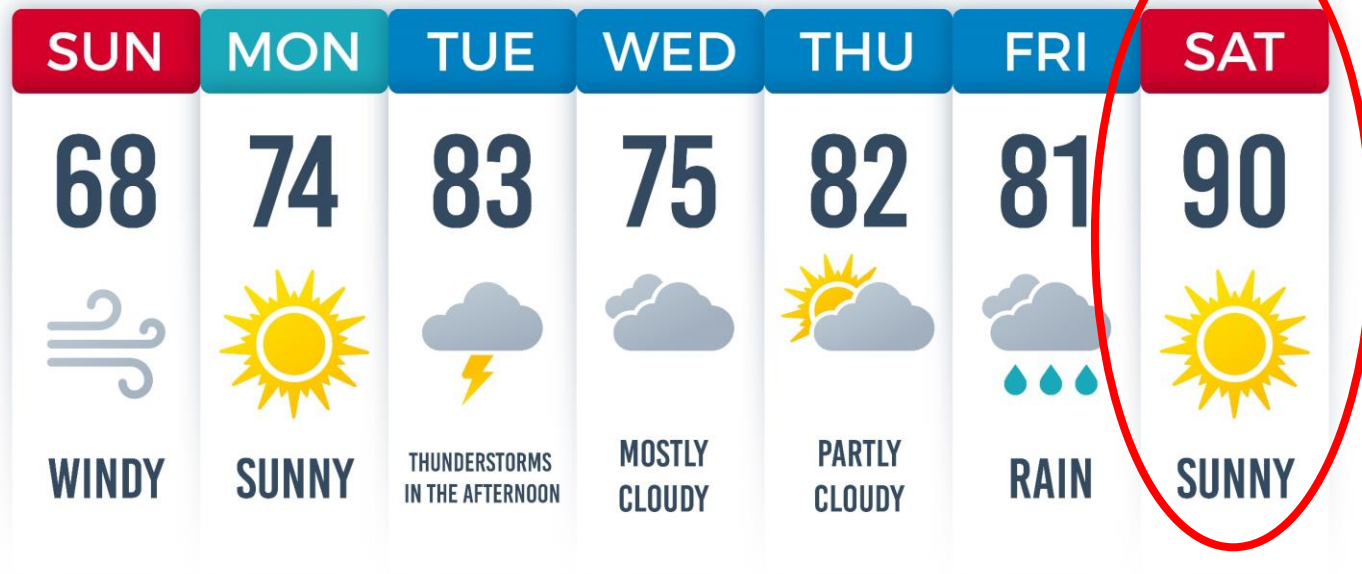 SUN MON TUE WED THU FRI SAT
68 74 83 75 82 81 90
WINDY
SUNNY
THUNDERSTORMS
IN THE AFTERNOON
MOSTLY
CLOUDY
PARTLY
CLOUDY
RAIN
SUNNY